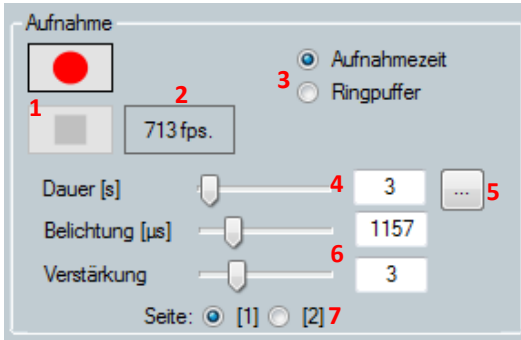 Aufnahme
Aufnahmezeit
3
Ringpuffer
1
2
713 fps.
Dauer [s] 4 3 ... 5
Belichtung [µs] 1157
6
Verstärkung 3
Seite: [1] [2] 7